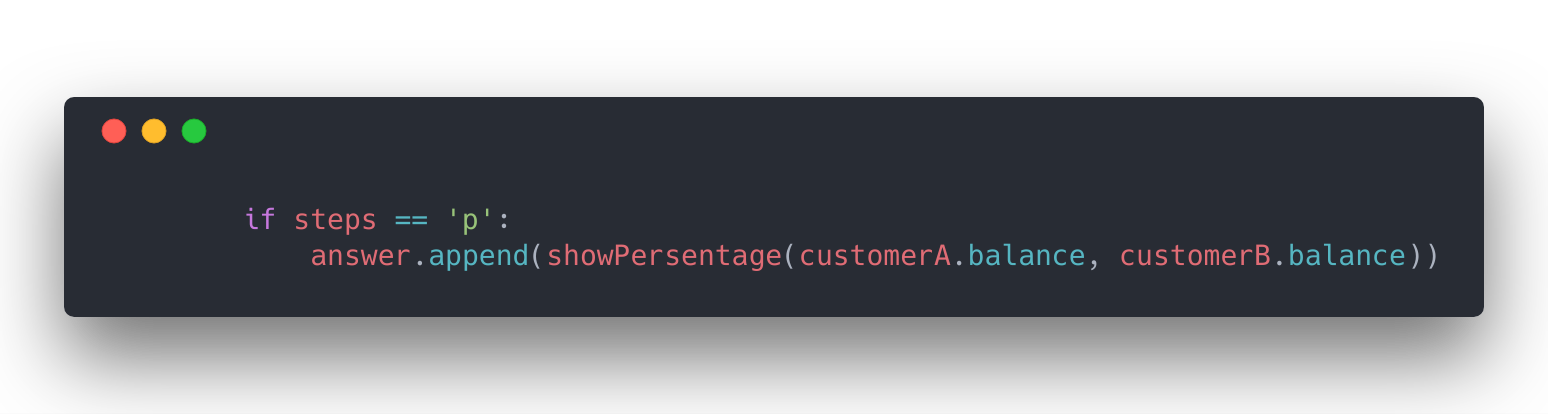 if steps == 'p':
answer.append(showPersentage(customerA.balance, customerB.balance))